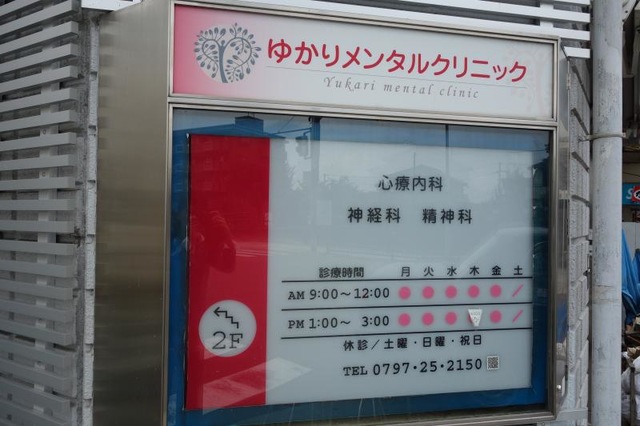 ゆかりメンタルクリニック
Yukari mental clinic
心療内科
神経科 精神科
診療時間 月 火 水 木 金 土
AM 9:00～12:00 ●●●●●／
PM 1:00～ 3:00 ●●● ●／
休診／土曜・日曜・祝日
TEL 0797・25・2150
2F